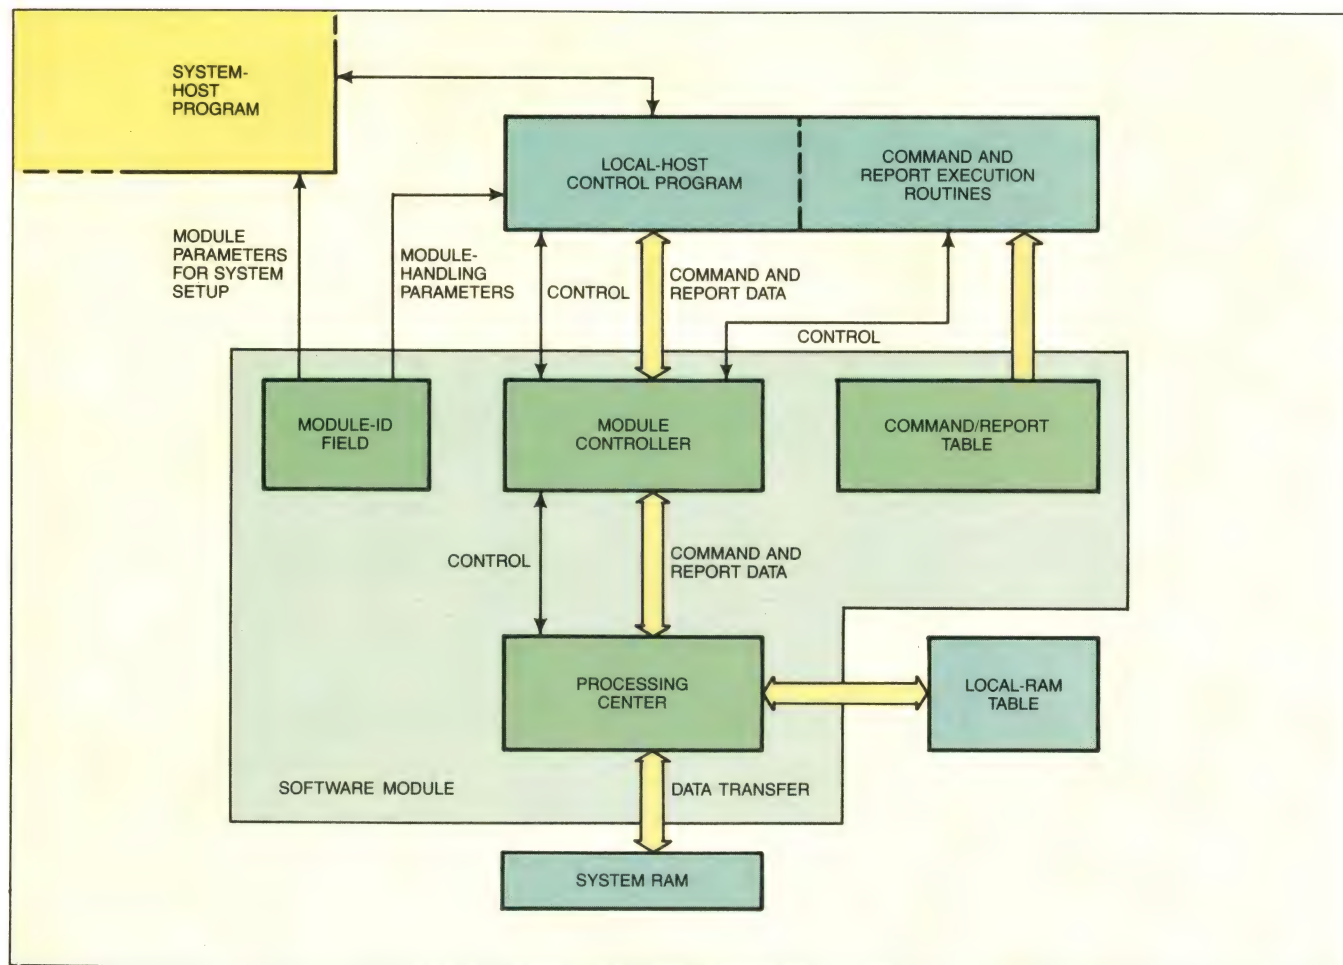 SYSTEM-
HOST
PROGRAM
LOCAL-HOST
CONTROL PROGRAM
COMMAND AND
REPORT EXECUTION
ROUTINES
MODULE
PARAMETERS
FOR SYSTEM
SETUP
MODULE-
HANDLING
PARAMETERS
CONTROL
COMMAND AND
REPORT DATA
CONTROL
MODULE-ID
FIELD
MODULE
CONTROLLER
COMMAND/REPORT
TABLE
CONTROL
COMMAND AND
REPORT DATA
PROCESSING
CENTER
LOCAL-RAM
TABLE
SOFTWARE MODULE
DATA TRANSFER
SYSTEM RAM